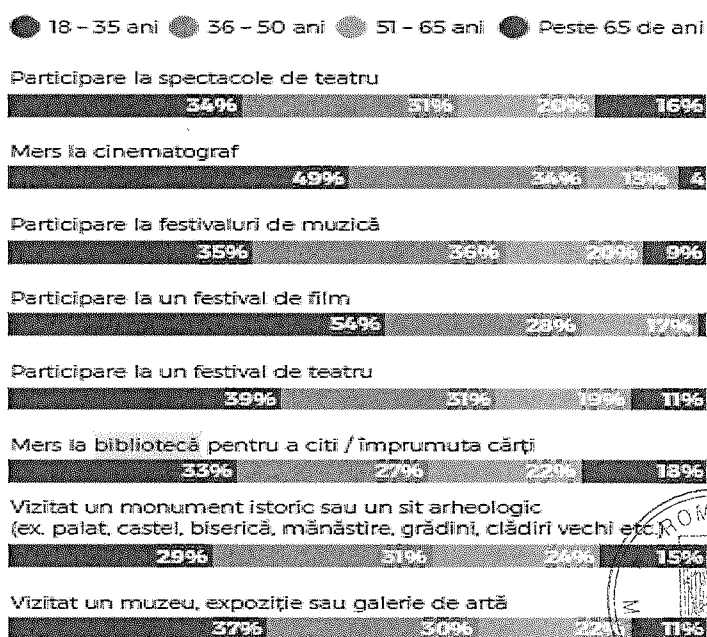 18 – 35 ani 36 – 50 ani 51 – 65 ani Peste 65 de ani
Participare la spectacole de teatru
34% 31% 20% 16%
Mers la cinematograf
49% 34% 13% 4
Participare la festivaluri de muzică
35% 36% 20% 9%
Participare la un festival de film
54% 28% 17%
Participare la un festival de teatru
39% 31% 19% 11%
Mers la bibliotecă pentru a citi / împrumuta cărți
33% 27% 22% 18%
Vizitat un monument istoric sau un sit arheologic
(ex. palat, castel, biserică, mănăstire, grădini, clădiri vechi etc.)
29% 31% 24% 15%
Vizitat un muzeu, expoziție sau galerie de artă
37% 30% 22% 11%
ROM
M